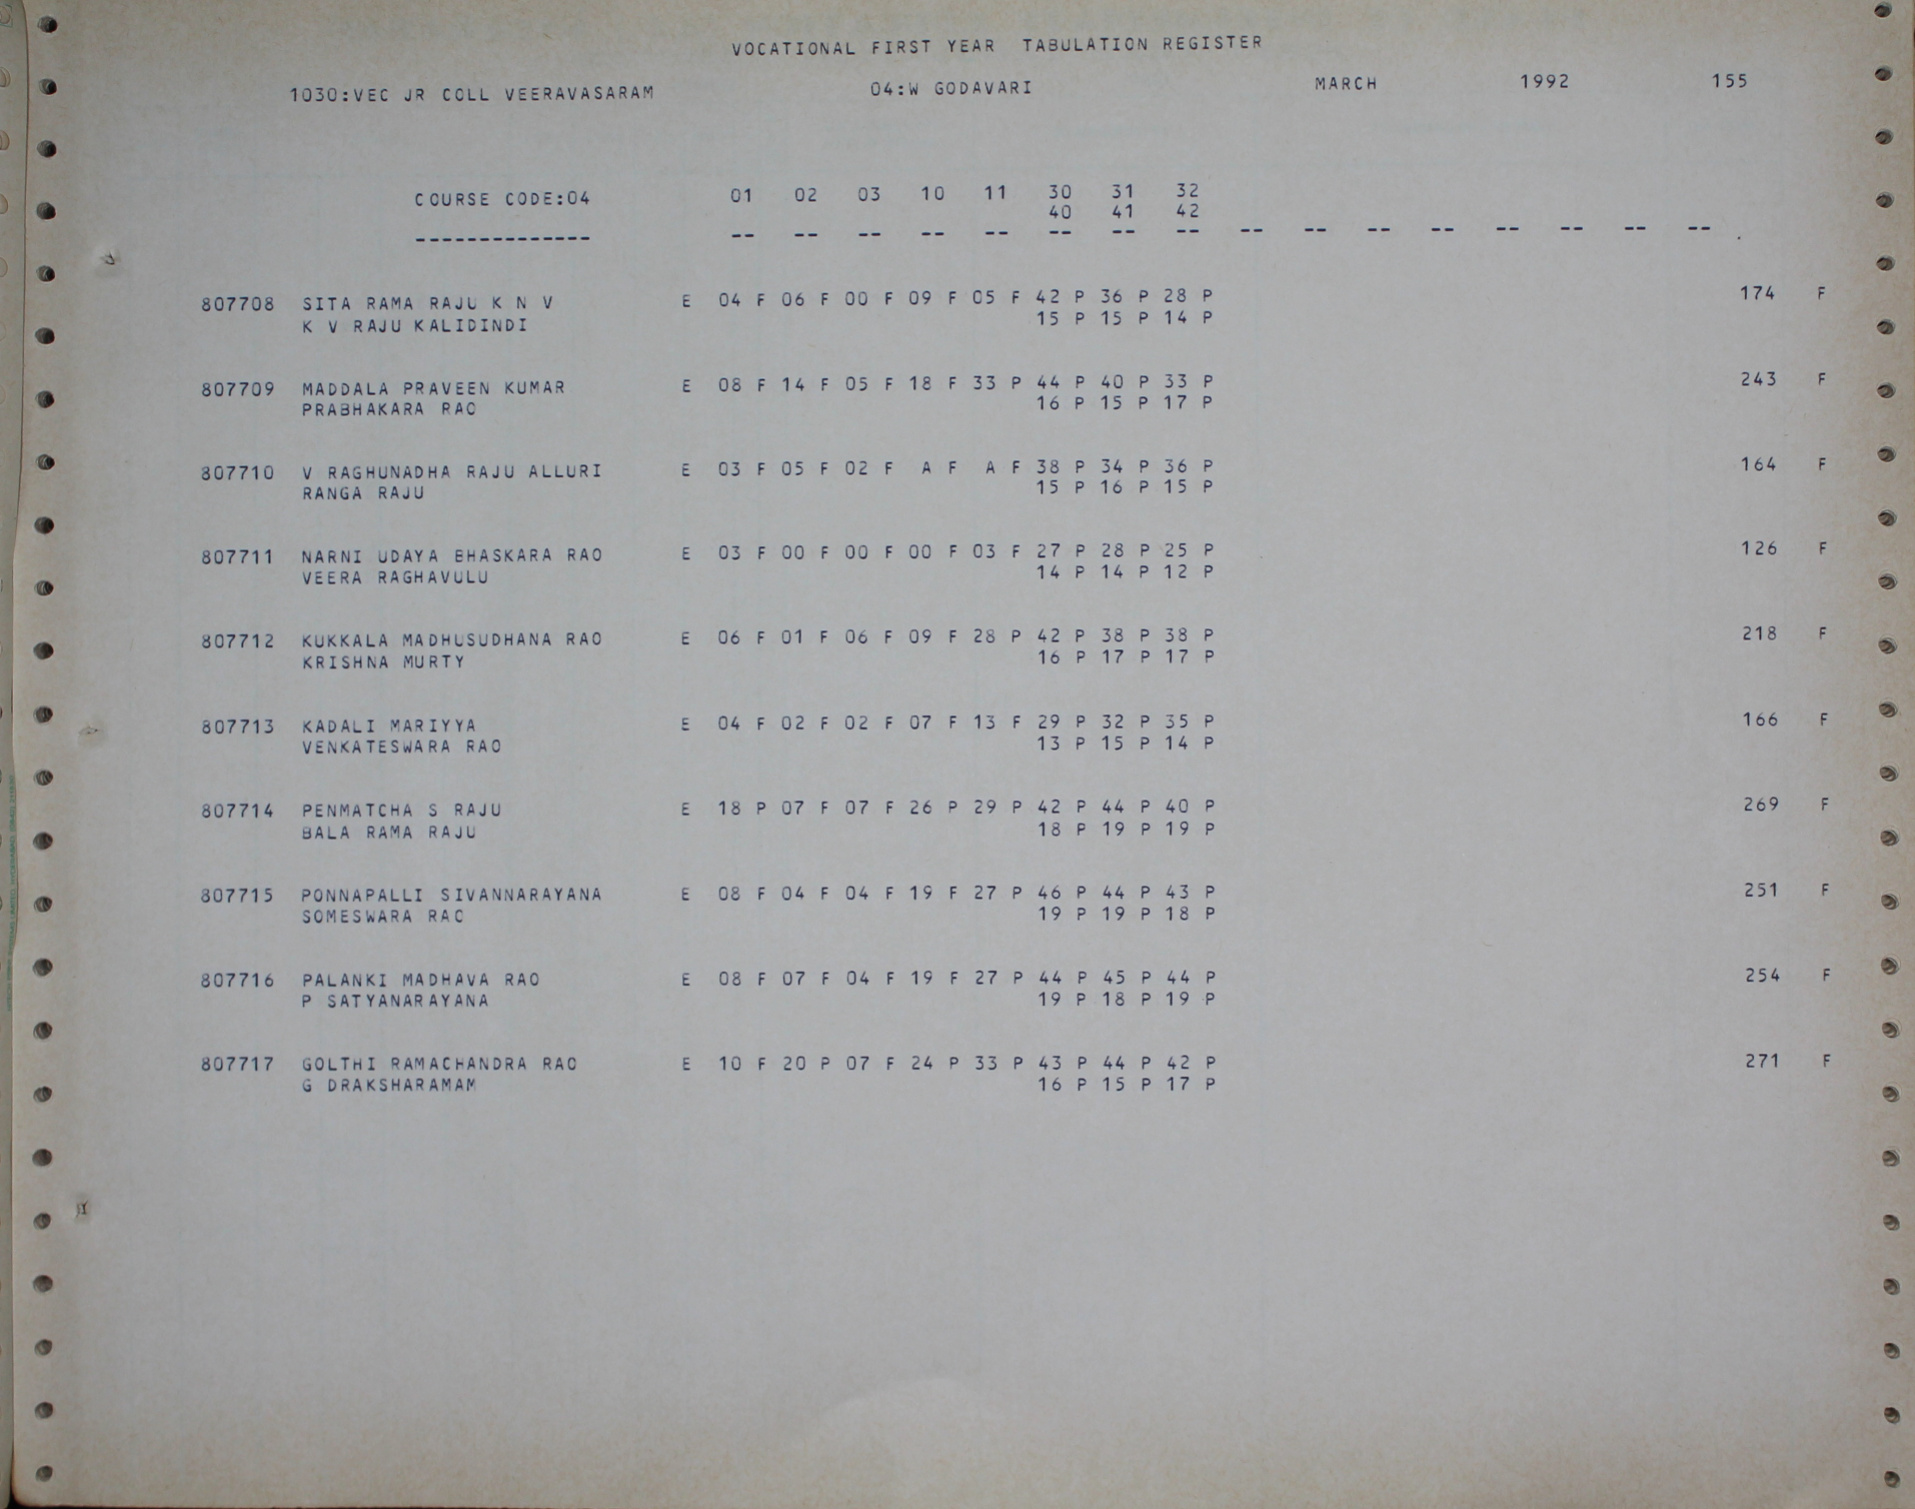 VOCATIONAL FIRST YEAR TABULATION REGISTER
1030:VEC JR COLL VEERAVASARAM 04:W GODAVARI MARCH 1992 155
COURSE CODE:04 01 02 03 10 11 30 31 32
40 41 42
-------------- -- -- -- -- -- -- -- -- -- -- -- -- -- -- -- --
807708 SITA RAMA RAJU K N V E 04 F 06 F 00 F 09 F 05 F 42 P 36 P 28 P 174 F
K V RAJU KALIDINDI 15 P 15 P 14 P
807709 MADDALA PRAVEEN KUMAR E 08 F 14 F 05 F 18 F 33 P 44 P 40 P 33 P 243 F
PRABHAKARA RAO 16 P 15 P 17 P
807710 V RAGHUNADHA RAJU ALLURI E 03 F 05 F 02 F A F A F 38 P 34 P 36 P 164 F
RANGA RAJU 15 P 16 P 15 P
807711 NARNI UDAYA BHASKARA RAO E 03 F 00 F 00 F 00 F 03 F 27 P 28 P 25 P 126 F
VEERA RAGHAVULU 14 P 14 P 12 P
807712 KUKKALA MADHUSUDHANA RAO E 06 F 01 F 06 F 09 F 28 P 42 P 38 P 38 P 218 F
KRISHNA MURTY 16 P 17 P 17 P
807713 KADALI MARIYYA E 04 F 02 F 02 F 07 F 13 F 29 P 32 P 35 P 166 F
VENKATESWARA RAO 13 P 15 P 14 P
807714 PENMATCHA S RAJU E 18 P 07 F 07 F 26 P 29 P 42 P 44 P 40 P 269 F
BALA RAMA RAJU 18 P 19 P 19 P
807715 PONNAPALLI SIVANNARAYANA E 08 F 04 F 04 F 19 F 27 P 46 P 44 P 43 P 251 F
SOMESWARA RAO 19 P 19 P 18 P
807716 PALANKI MADHAVA RAO E 08 F 07 F 04 F 19 F 27 P 44 P 45 P 44 P 254 F
P SATYANARAYANA 19 P 18 P 19 P
807717 GOLTHI RAMACHANDRA RAO E 10 F 20 P 07 F 24 P 33 P 43 P 44 P 42 P 271 F
G DRAKSHARAMAM 16 P 15 P 17 P